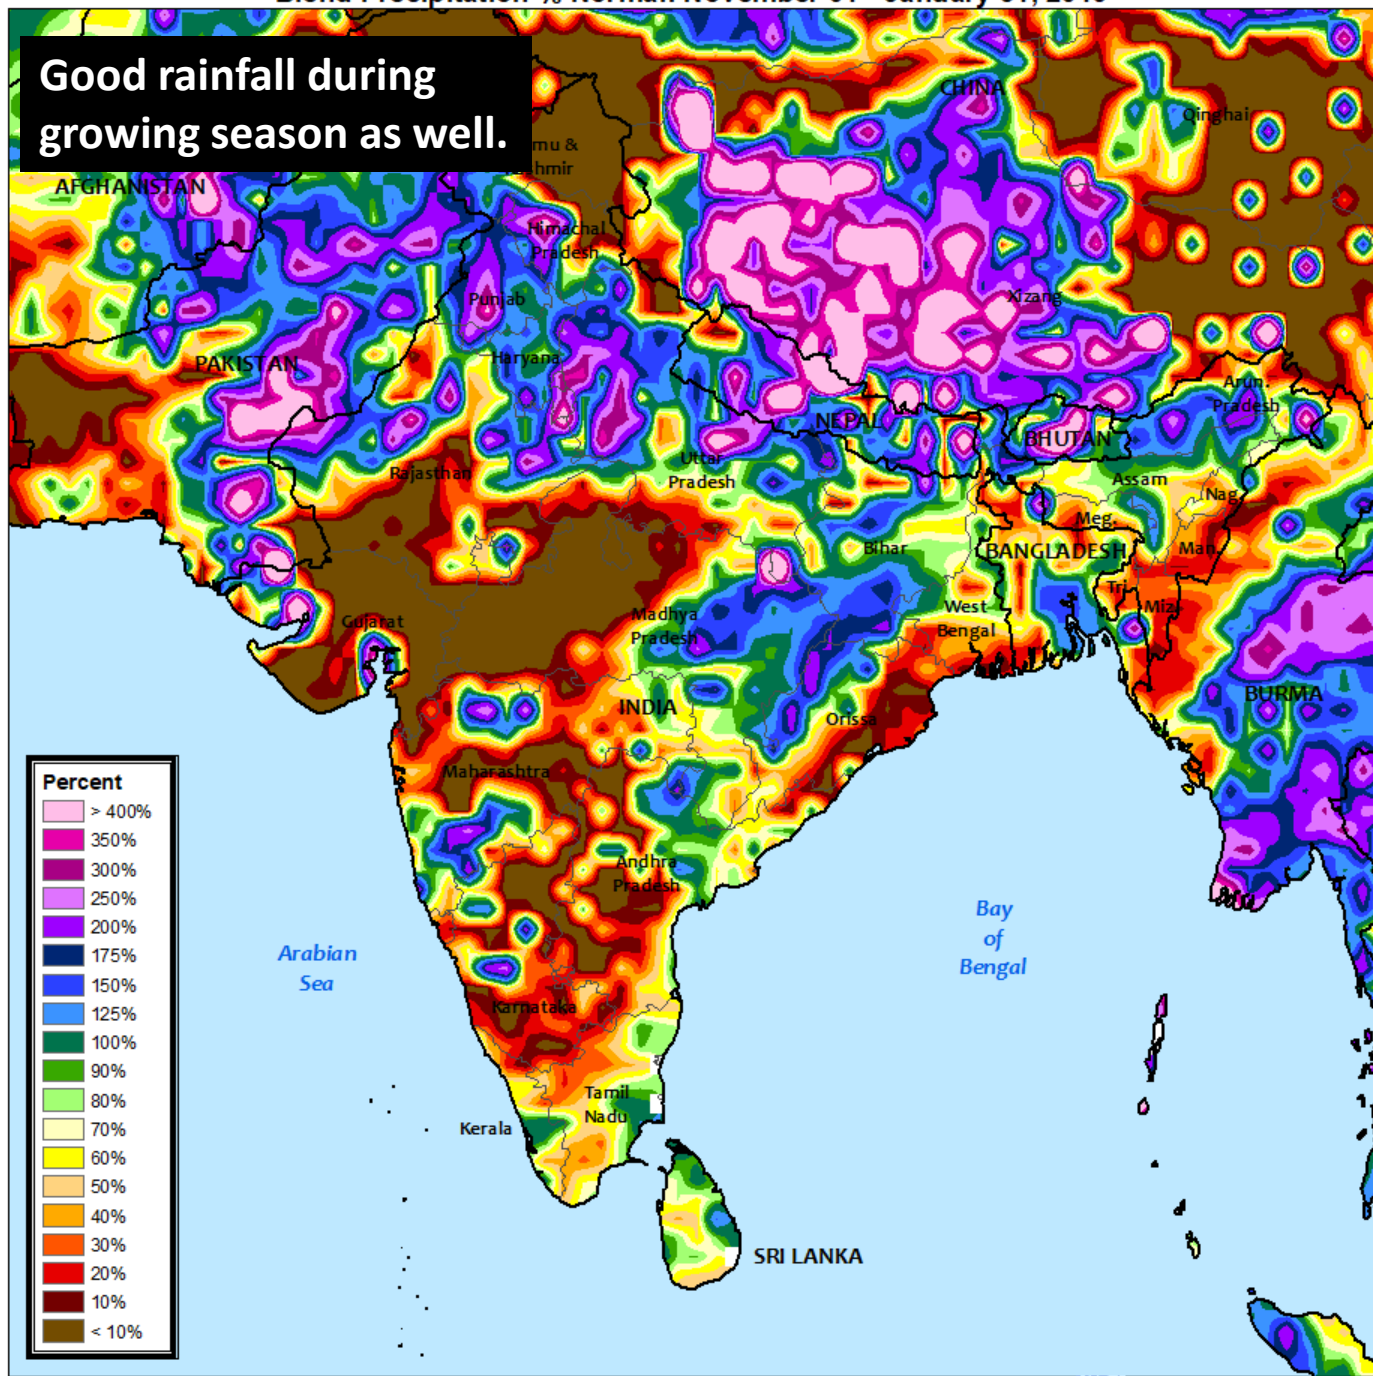 Good rainfall during
growing season as well.
CHINA
Qinghai
AFGHANISTAN
Himachal
Pradesh
Punjab
Xizang
PAKISTAN
Haryana
Arun.
Pradesh
NEPAL
BHUTAN
Rajasthan
Uttar
Pradesh
Assam
Nag.
Meg.
Bihar
BANGLADESH
Man.
Tri.
Miz.
Gujarat
Madhya
Pradesh
West
Bengal
BURMA
INDIA
Orissa
Maharashtra
Andhra
Pradesh
Bay
of
Bengal
Arabian
Sea
Karnataka
Tamil
Nadu
Kerala
SRI LANKA
Percent
> 400%
350%
300%
250%
200%
175%
150%
125%
100%
90%
80%
70%
60%
50%
40%
30%
20%
10%
< 10%